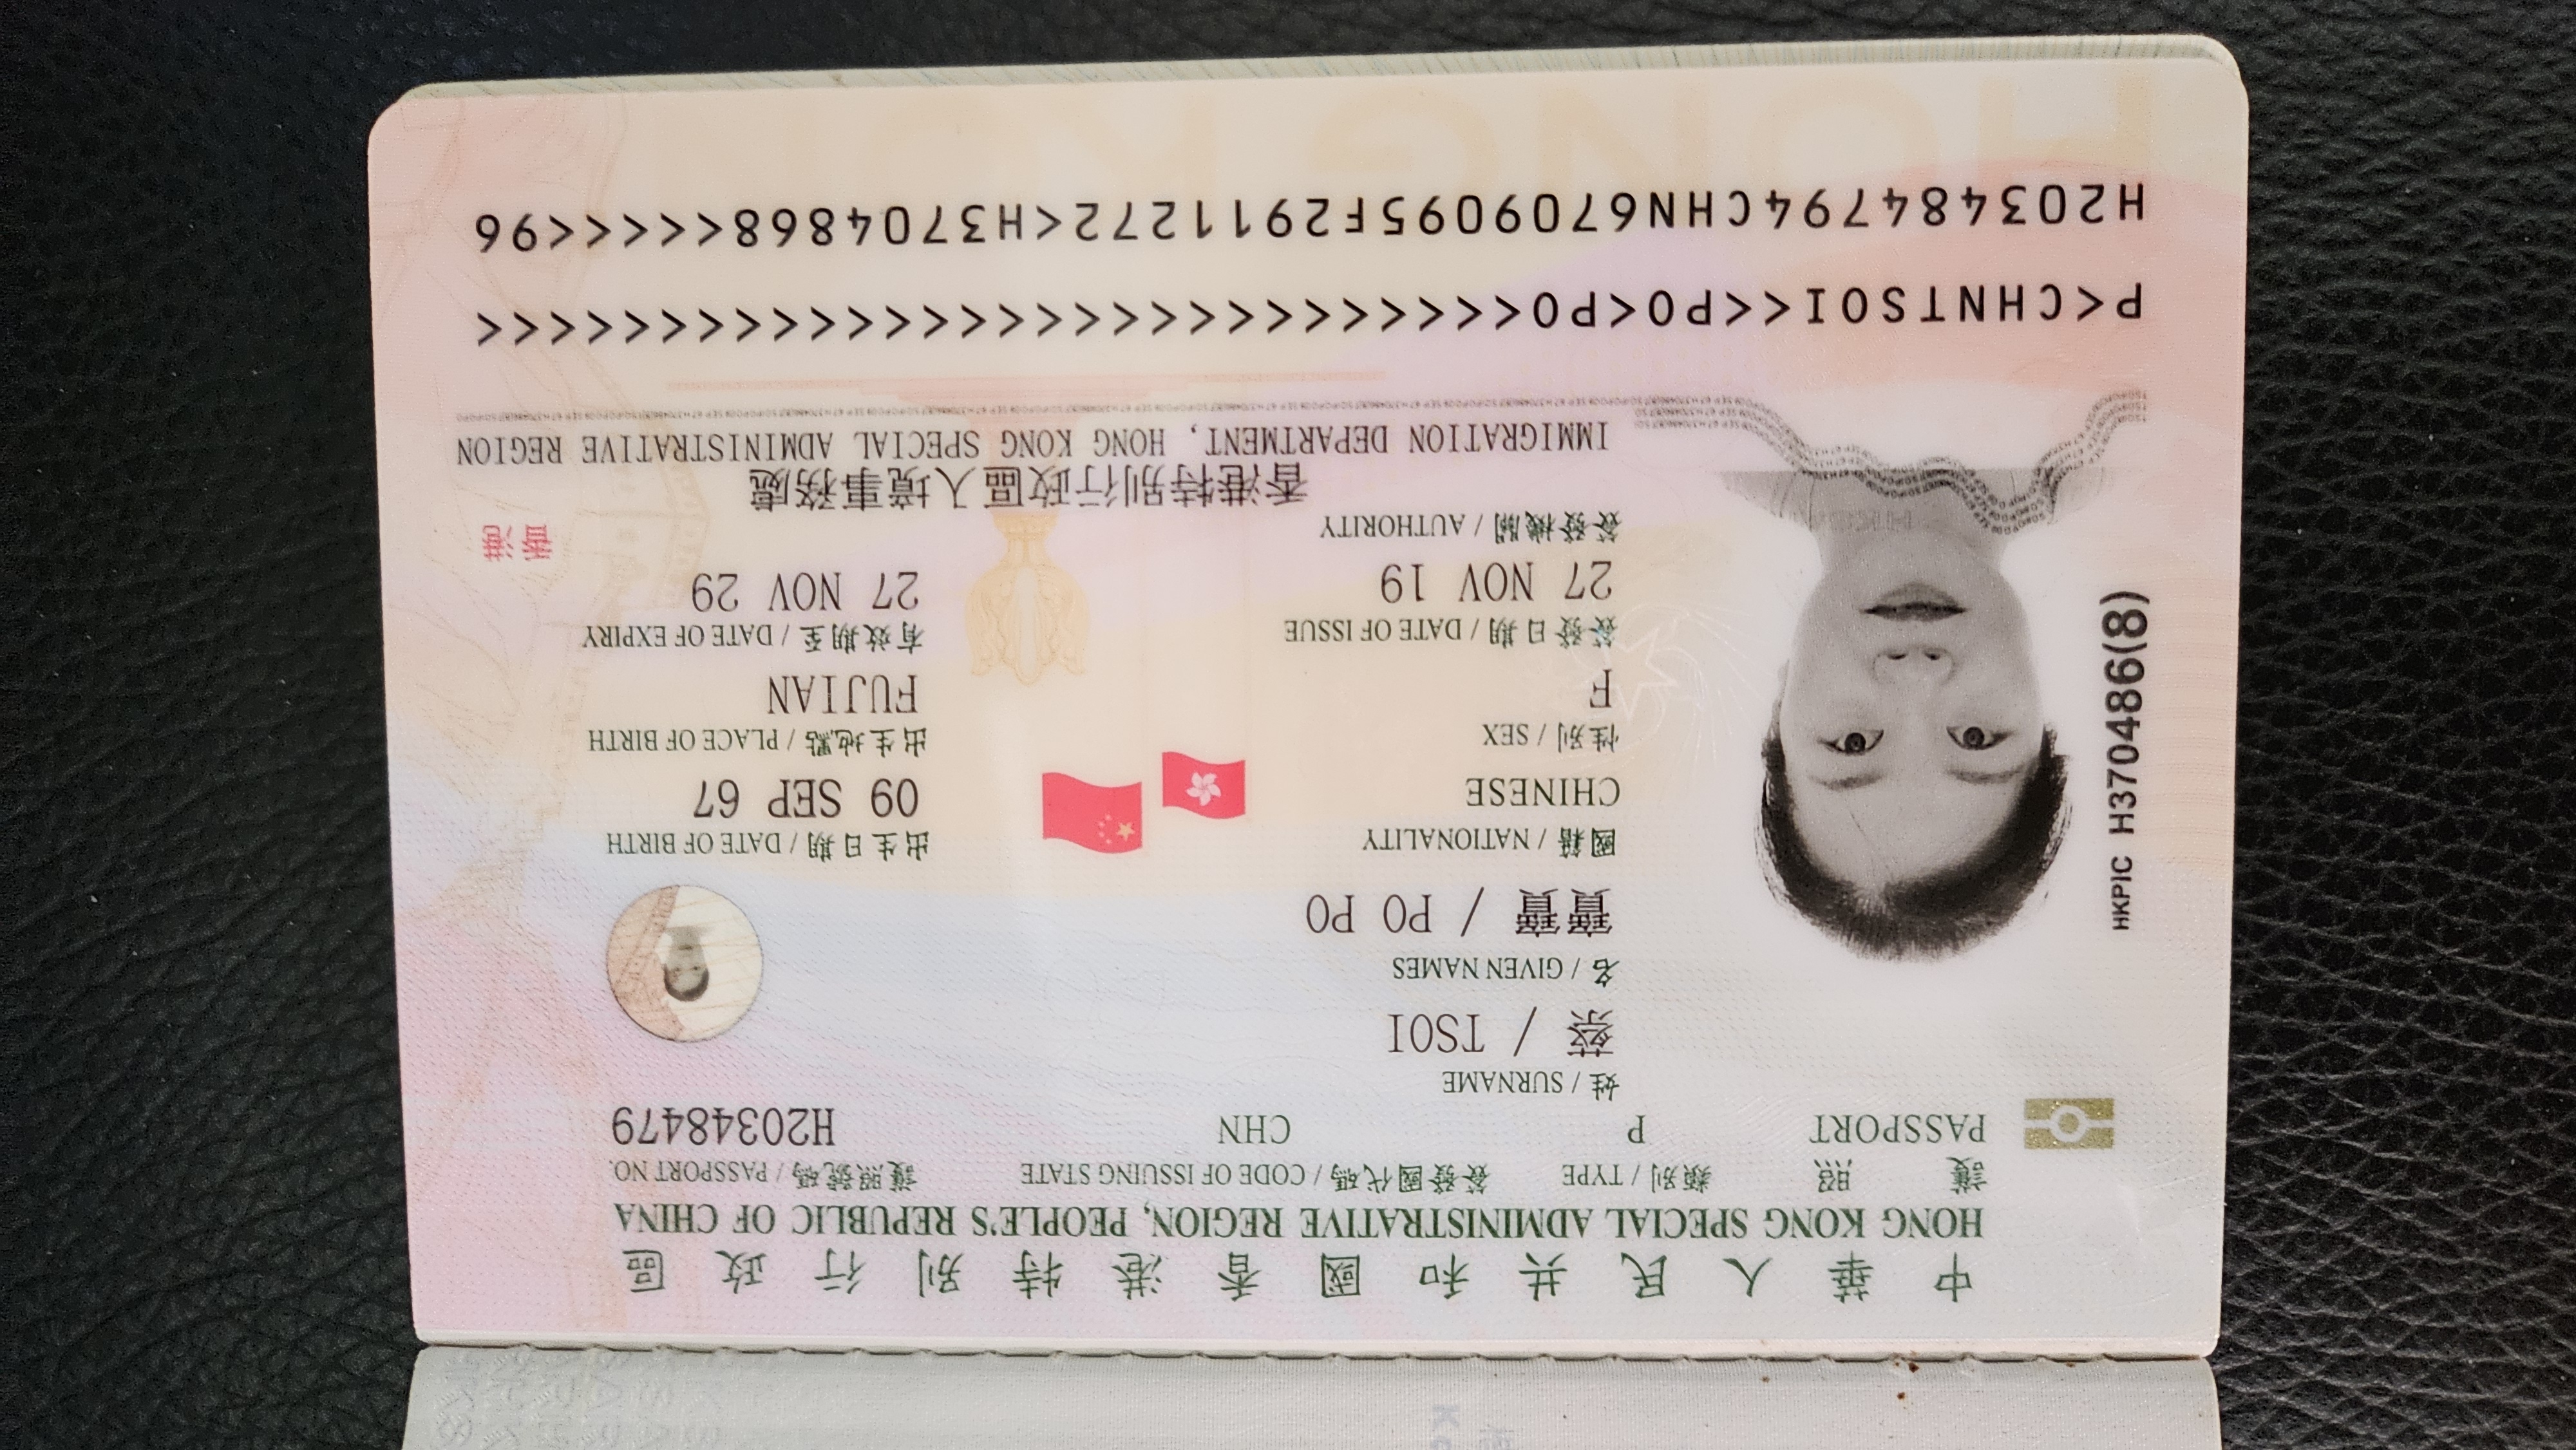 中華人民共和國香港特別行政區
HONG KONG SPECIAL ADMINISTRATIVE REGION, PEOPLE'S REPUBLIC OF CHINA
護照 類別 / TYPE 簽發國代碼 / CODE OF ISSUING STATE 護照號碼 / PASSPORT NO.
PASSPORT P CHN H20348479
姓 / SURNAME
蔡 / TSOI
名 / GIVEN NAMES
寶寶 / PO PO
國籍 / NATIONALITY 出生日期 / DATE OF BIRTH
CHINESE 09 SEP 67
性別 / SEX 出生地點 / PLACE OF BIRTH
F FUJIAN
簽發日期 / DATE OF ISSUE 有效期至 / DATE OF EXPIRY
27 NOV 19 27 NOV 29
簽發機關 / AUTHORITY
香港
香港特別行政區入境事務處
IMMIGRATION DEPARTMENT, HONG KONG SPECIAL ADMINISTRATIVE REGION
HKPIC H3704868(8)
P<CHNTSOI<<PO<PO<<<<<<<<<<<<<<<<<<<<<<<<<<<<
H203484794CHN6709095F2911272<H3704868<<<<<96
HONG K